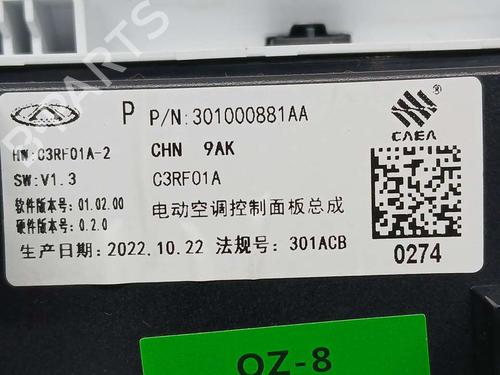 P P/N:301000881AA
CAEA
HW:C3RF01A-2 CHN 9AK
SW:V1.3 C3RF01A
软件版本号: 01.02.00 电动空调控制面板总成
硬件版本号: 0.2.0
生产日期: 2022.10.22 法规号: 301ACB 0274
QZ-8